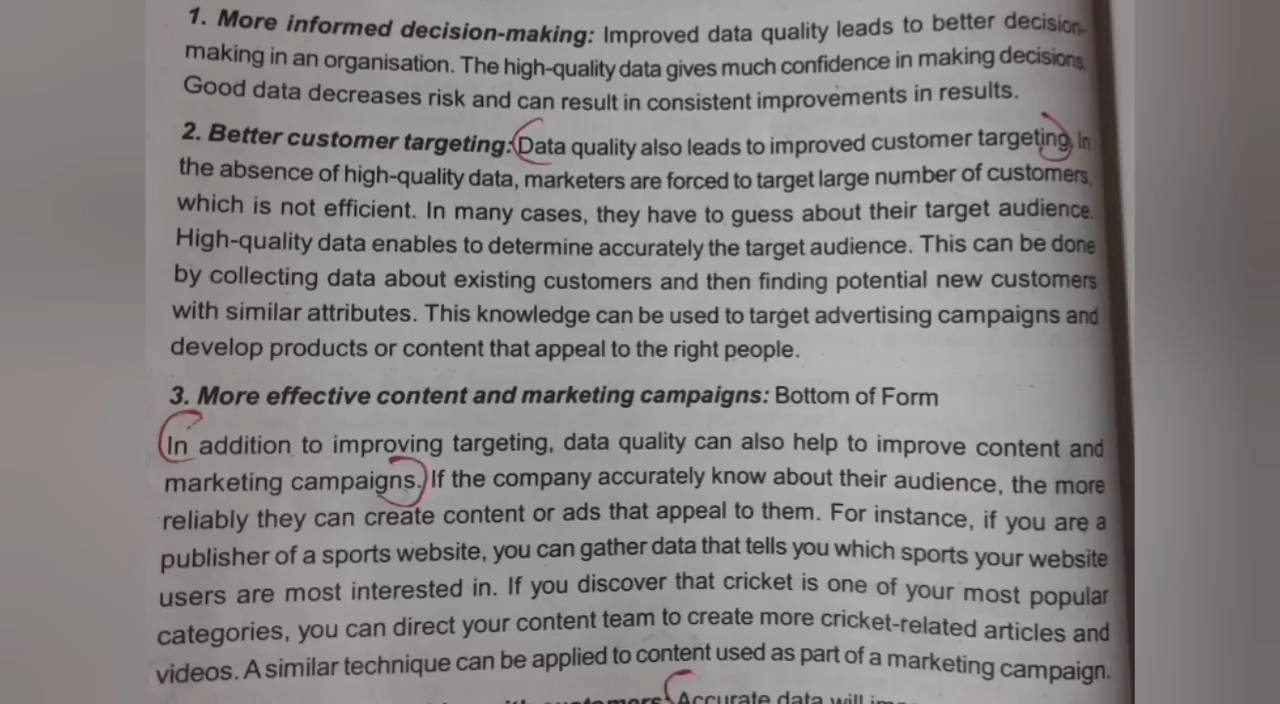 1. More informed decision-making: Improved data quality leads to better decision-
making in an organisation. The high-quality data gives much confidence in making decisions.
Good data decreases risk and can result in consistent improvements in results.
2. Better customer targeting: Data quality also leads to improved customer targeting. In
the absence of high-quality data, marketers are forced to target large number of customers,
which is not efficient. In many cases, they have to guess about their target audience.
High-quality data enables to determine accurately the target audience. This can be done
by collecting data about existing customers and then finding potential new customers
with similar attributes. This knowledge can be used to target advertising campaigns and
develop products or content that appeal to the right people.
3. More effective content and marketing campaigns: Bottom of Form
In addition to improving targeting, data quality can also help to improve content and
marketing campaigns. If the company accurately know about their audience, the more
reliably they can create content or ads that appeal to them. For instance, if you are a
publisher of a sports website, you can gather data that tells you which sports your website
users are most interested in. If you discover that cricket is one of your most popular
categories, you can direct your content team to create more cricket-related articles and
videos. A similar technique can be applied to content used as part of a marketing campaign.
customers: Accurate data will